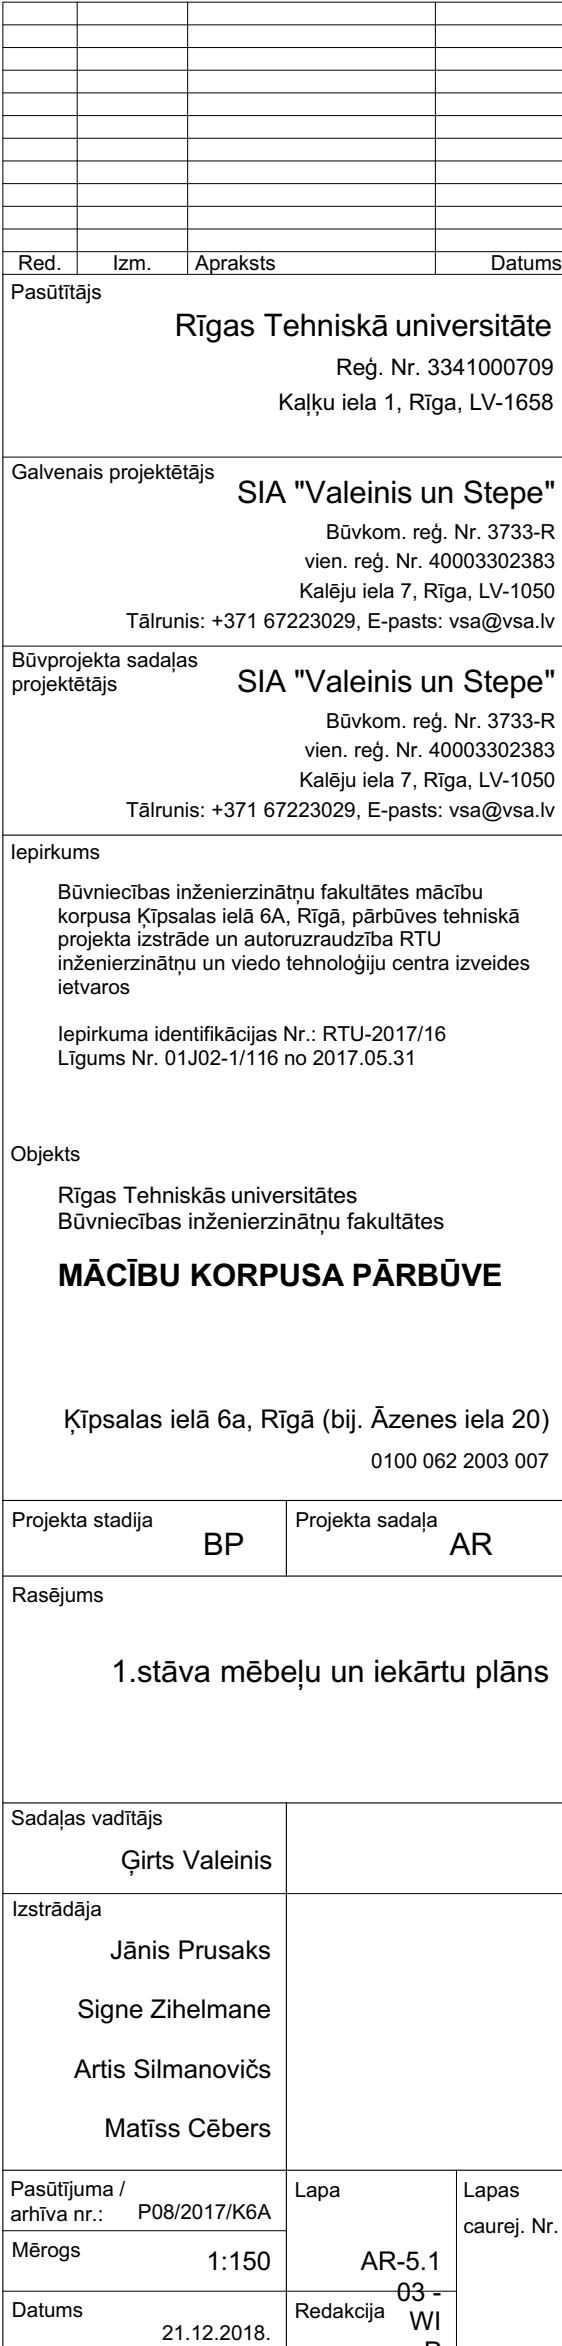 Red. Izm. Apraksts Datums
Pasūtītājs
Rīgas Tehniskā universitāte
Reģ. Nr. 3341000709
Kaļķu iela 1, Rīga, LV-1658
Galvenais projektētājs
SIA "Valeinis un Stepe"
Būvkom. reģ. Nr. 3733-R
vien. reģ. Nr. 40003302383
Kalēju iela 7, Rīga, LV-1050
Tālrunis: +371 67223029, E-pasts: vsa@vsa.lv
Būvprojekta sadaļas
projektētājs
SIA "Valeinis un Stepe"
Būvkom. reģ. Nr. 3733-R
vien. reģ. Nr. 40003302383
Kalēju iela 7, Rīga, LV-1050
Tālrunis: +371 67223029, E-pasts: vsa@vsa.lv
Iepirkums
Būvniecības inženierzinātņu fakultātes mācību
korpusa Ķīpsalas ielā 6A, Rīgā, pārbūves tehniskā
projekta izstrāde un autoruzraudzība RTU
inženierzinātņu un viedo tehnoloģiju centra izveides
ietvaros
Iepirkuma identifikācijas Nr.: RTU-2017/16
Līgums Nr. 01J02-1/116 no 2017.05.31
Objekts
Rīgas Tehniskās universitātes
Būvniecības inženierzinātņu fakultātes
MĀCĪBU KORPUSA PĀRBŪVE
Ķīpsalas ielā 6a, Rīgā (bij. Āzenes iela 20)
0100 062 2003 007
Projekta stadija
BP
Projekta sadaļa
AR
Rasējums
1.stāva mēbeļu un iekārtu plāns
Sadaļas vadītājs
Ģirts Valeinis
Izstrādāja
Jānis Prusaks
Signe Zihelmane
Artis Silmanovičs
Matīss Cēbers
Pasūtījuma /
arhīva nr.: P08/2017/K6A
Mērogs
1:150
Datums
21.12.2018.
Lapa
AR-5.1
Redakcija
03 -
WI
Lapas
caurej. Nr.